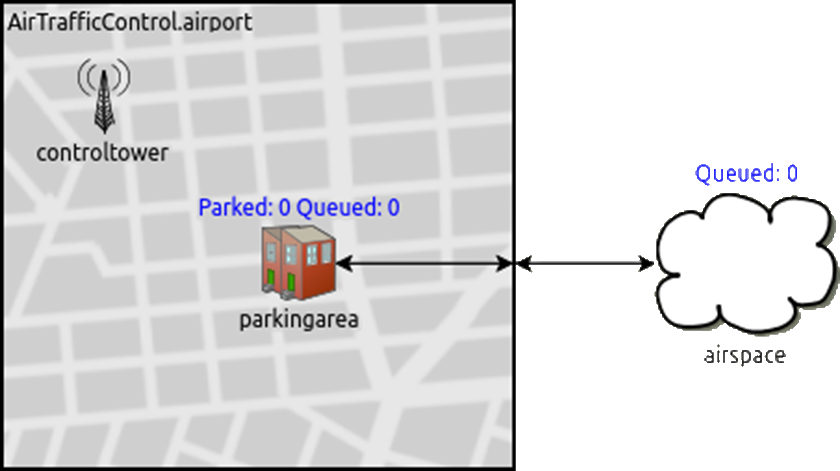 AirTrafficControl.airport
controltower
Parked: 0 Queued: 0
parkingarea
Queued: 0
airspace